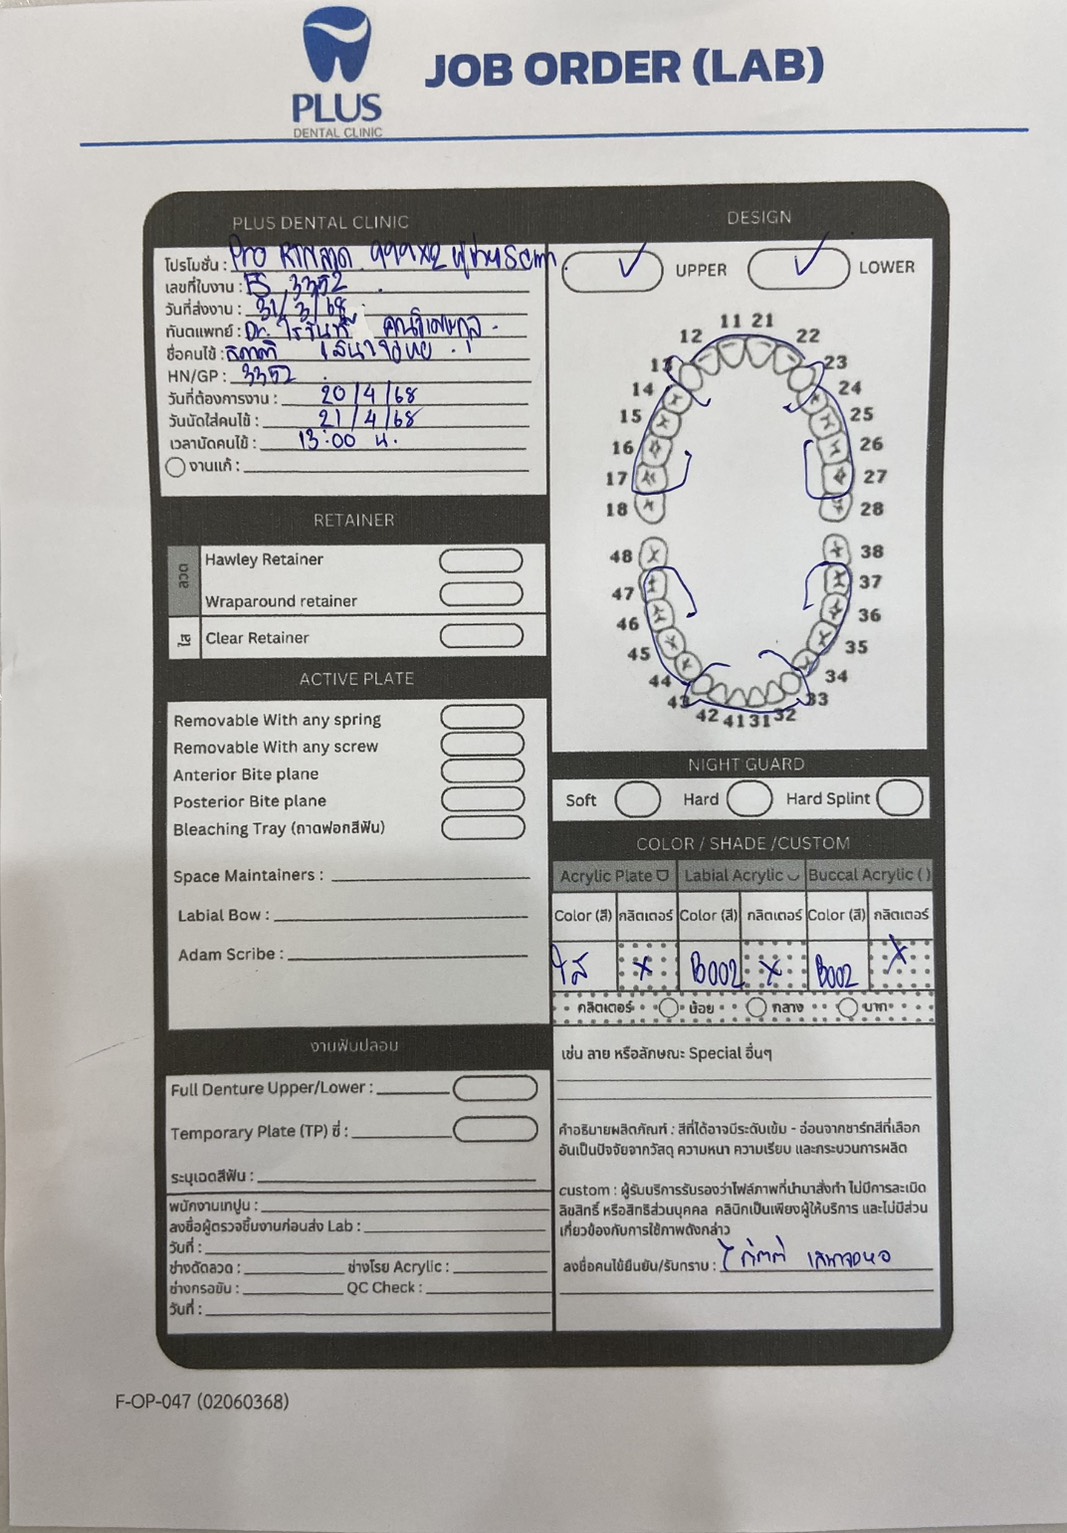 PLUS
DENTAL CLINIC
JOB ORDER (LAB)
PLUS DENTAL CLINIC
โปรโมชั่น : Pro 999x2
เลขที่ใบงาน : FS 3352
วันที่ส่งงาน : 31/3/68
ทันตแพทย์ : Dr.
ชื่อคนไข้ :
HN/GP : 3352
วันที่ต้องการงาน : 20/4/68
วันนัดใส่คนไข้ : 21/4/68
เวลานัดคนไข้ : 13:00 น.
งานแก้ :
DESIGN
UPPER
LOWER
11 21
12 22
13 23
14 24
15 25
16 26
17 27
18 28
48 38
47 37
46 36
45 35
44 34
43 33
42 41 31 32
RETAINER
ลวด
Hawley Retainer
Wraparound retainer
ใส
Clear Retainer
ACTIVE PLATE
Removable With any spring
Removable With any screw
Anterior Bite plane
Posterior Bite plane
Bleaching Tray (ถาดฟอกสีฟัน)
Space Maintainers :
Labial Bow :
Adam Scribe :
NIGHT GUARD
Soft Hard Hard Splint
COLOR / SHADE /CUSTOM
Acrylic Plate Labial Acrylic Buccal Acrylic ( )
Color (สี) กลิตเตอร์ Color (สี) กลิตเตอร์ Color (สี) กลิตเตอร์
ใส x B002 x B002 x
กลิตเตอร์ น้อย กลาง มาก
เช่น ลาย หรือลักษณะ Special อื่นๆ
คำอธิบายผลิตภัณฑ์ : สีที่ได้อาจมีระดับเข้ม - อ่อนจากชาร์ทสีที่เลือก
อันเป็นปัจจัยจากวัสดุ ความหนา ความเรียบ และกระบวนการผลิต
custom : ผู้รับบริการรับรองว่าไฟล์ภาพที่นำมาสั่งทำ ไม่มีการละเมิด
ลิขสิทธิ์ หรือสิทธิส่วนบุคคล คลินิกเป็นเพียงผู้ให้บริการ และไม่มีส่วน
เกี่ยวข้องกับการใช้ภาพดังกล่าว
ลงชื่อคนไข้ยืนยัน/รับทราบ :
งานฟันปลอม
Full Denture Upper/Lower :
Temporary Plate (TP) ซี่ :
ระบุเฉดสีฟัน :
พนักงานเทปูน :
ลงชื่อผู้ตรวจชิ้นงานก่อนส่ง Lab :
วันที่ :
ช่างดัดลวด : ช่างโรย Acrylic :
ช่างกรอขัด : QC Check :
วันที่ :
F-OP-047 (02060368)